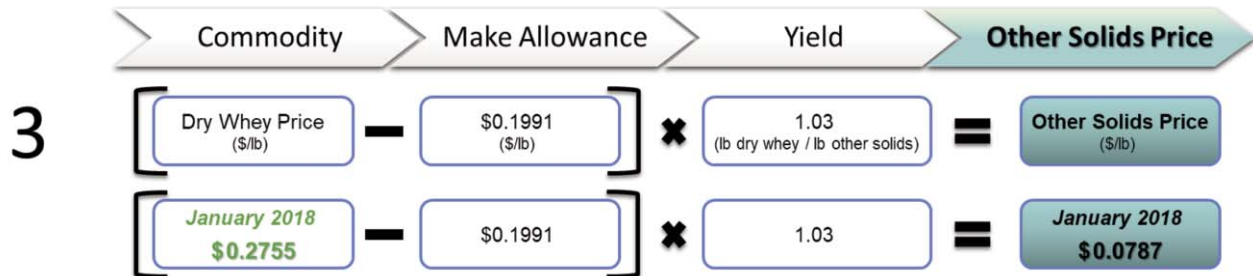 Commodity
Make Allowance
Yield
Other Solids Price
3
Dry Whey Price
($/lb)
$0.1991
($/lb)
1.03
(lb dry whey / lb other solids)
Other Solids Price
($/lb)
January 2018
$0.2755
$0.1991
1.03
January 2018
$0.0787